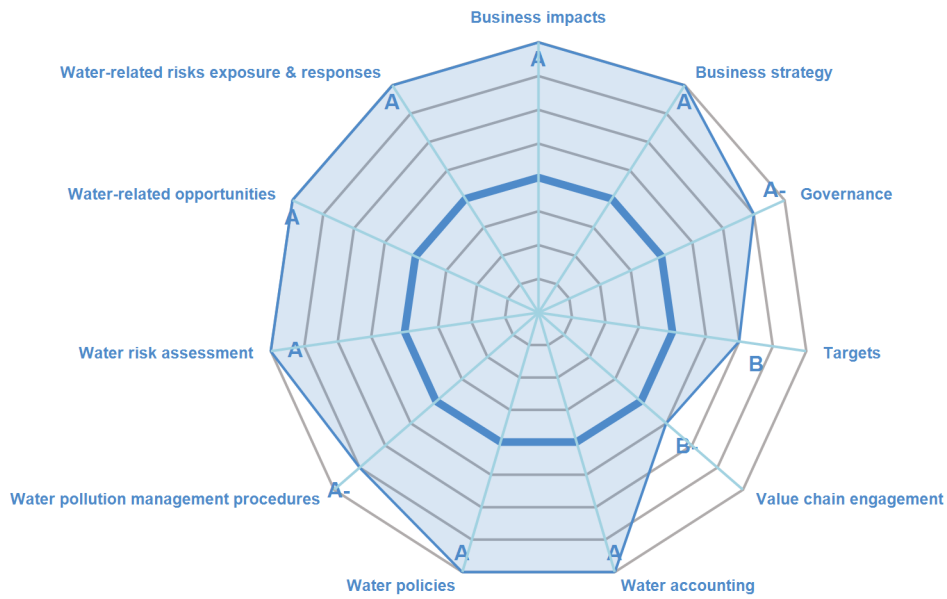 Business impacts
A
Water-related risks exposure & responses
A
Business strategy
A
Water-related opportunities
A
A-
Governance
Water risk assessment
A
Targets
B
Value chain engagement
B-
Water pollution management procedures
A-
Water policies
A
Water accounting
A